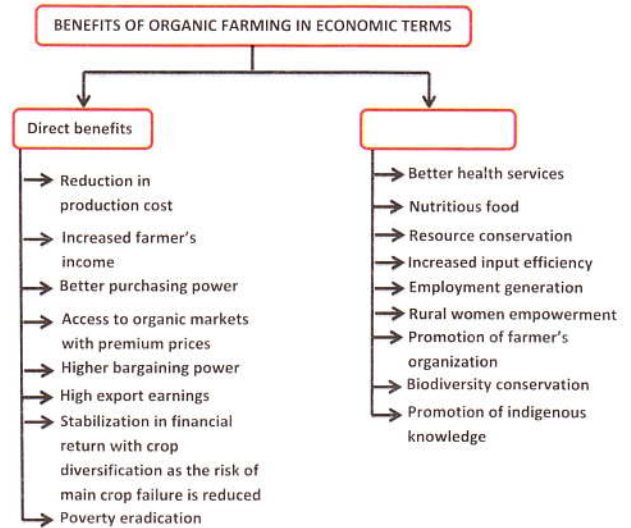 BENEFITS OF ORGANIC FARMING IN ECONOMIC TERMS
Direct benefits
Reduction in
production cost
Increased farmer's
income
Better purchasing power
Access to organic markets
with premium prices
Higher bargaining power
High export earnings
Stabilization in financial
return with crop
diversification as the risk of
main crop failure is reduced
Poverty eradication
Better health services
Nutritious food
Resource conservation
Increased input efficiency
Employment generation
Rural women empowerment
Promotion of farmer's
organization
Biodiversity conservation
Promotion of indigenous
knowledge